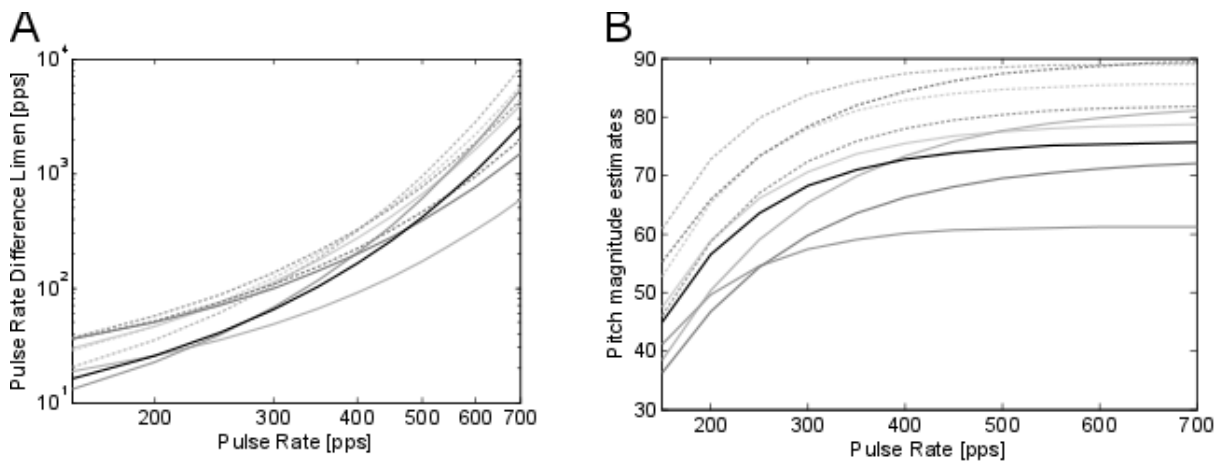 A
Pulse Rate Difference Limen [pps]
10⁴
10³
10²
10¹
200 300 400 500 600 700
Pulse Rate [pps]
B
Pitch magnitude estimates
90
80
70
60
50
40
30
200 300 400 500 600 700
Pulse Rate [pps]